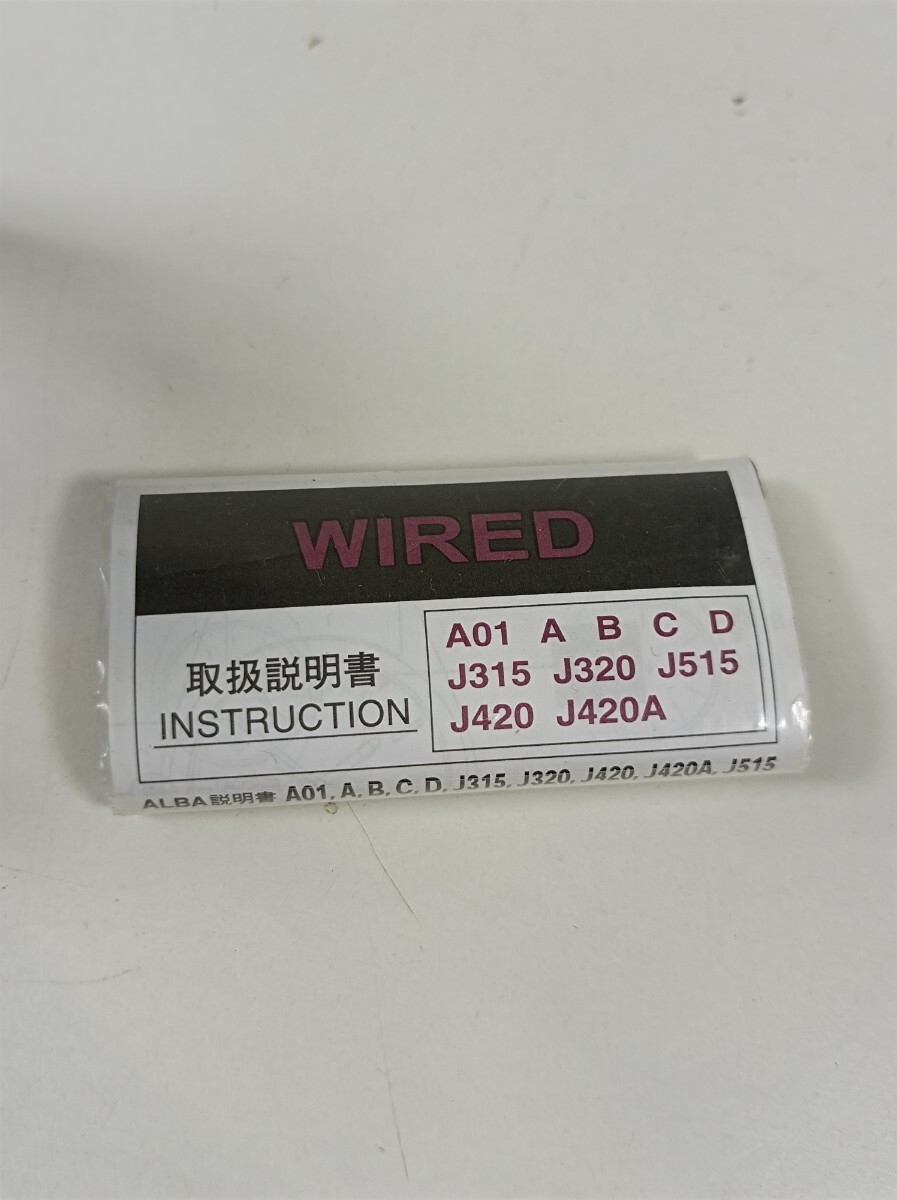 WIRED
取扱説明書
INSTRUCTION
A01 A B C D
J315 J320 J515
J420 J420A
ALBA説明書 A01, A, B, C, D, J315, J320, J420, J420A, J515